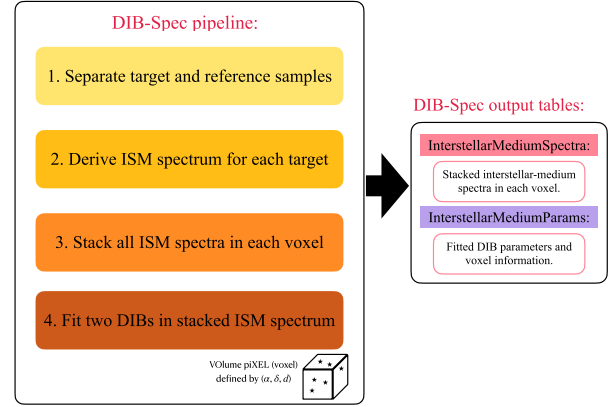 DIB-Spec pipeline:
1. Separate target and reference samples
2. Derive ISM spectrum for each target
3. Stack all ISM spectra in each voxel
4. Fit two DIBs in stacked ISM spectrum
VOlume piXEL (voxel)
defined by (α, δ, d)
DIB-Spec output tables:
InterstellarMediumSpectra:
Stacked interstellar-medium
spectra in each voxel.
InterstellarMediumParams:
Fitted DIB parameters and
voxel information.